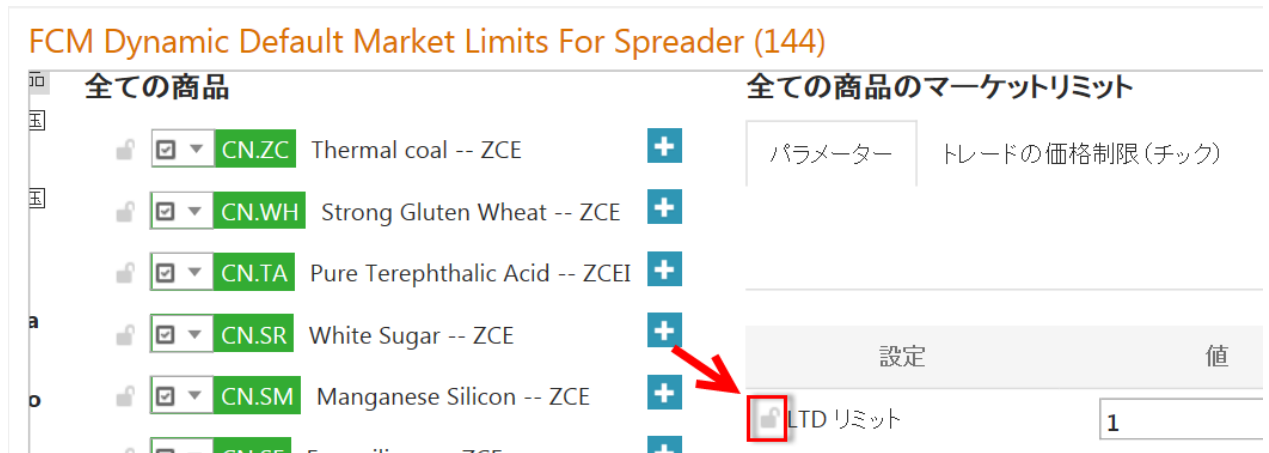 FCM Dynamic Default Market Limits For Spreader (144)
品
全ての商品
全ての商品のマーケットリミット
国
CN.ZC Thermal coal -- ZCE
パラメーター トレードの価格制限(チック)
国
CN.WH Strong Gluten Wheat -- ZCE
CN.TA Pure Terephthalic Acid -- ZCEI
a
CN.SR White Sugar -- ZCE
設定 値
o
CN.SM Manganese Silicon -- ZCE
LTD リミット 1